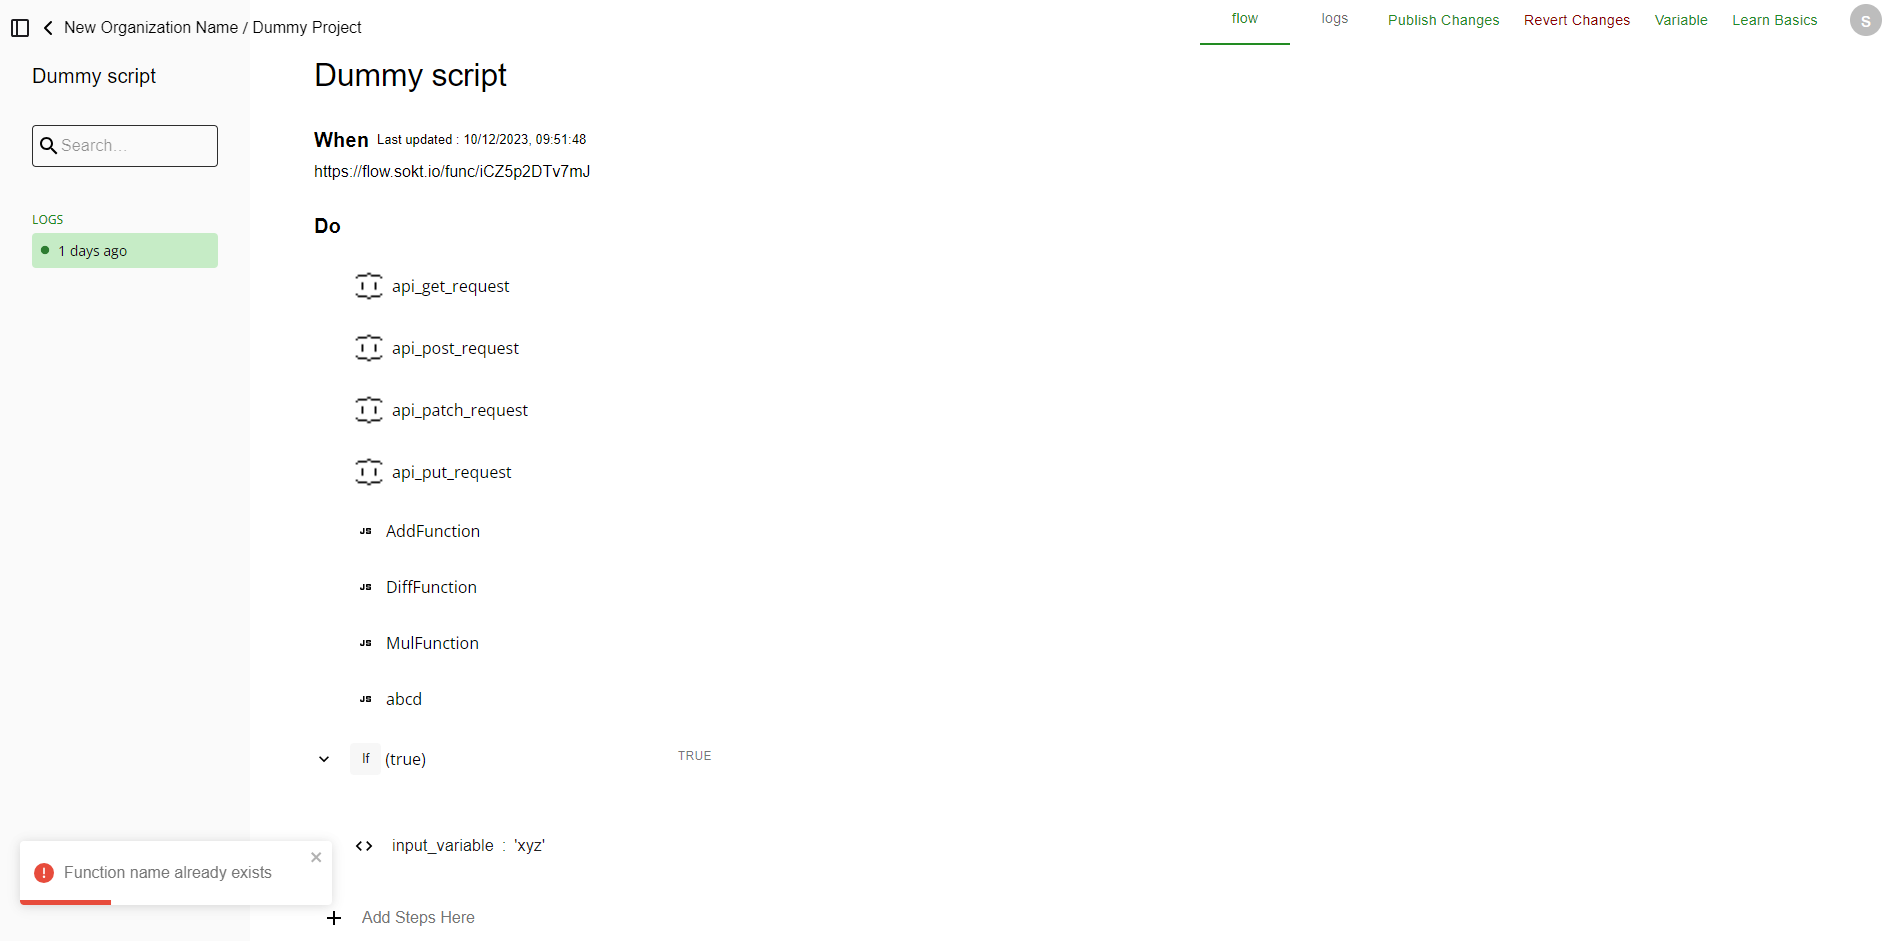 New Organization Name / Dummy Project
flow
logs
Publish Changes
Revert Changes
Variable
Learn Basics
S
Dummy script
Search...
LOGS
1 days ago
Dummy script
When Last updated : 10/12/2023, 09:51:48
https://flow.sokt.io/func/iCZ5p2DTv7mJ
Do
api_get_request
api_post_request
api_patch_request
api_put_request
JS AddFunction
JS DiffFunction
JS MulFunction
JS abcd
If (true) TRUE
input_variable : 'xyz'
Add Steps Here
Function name already exists